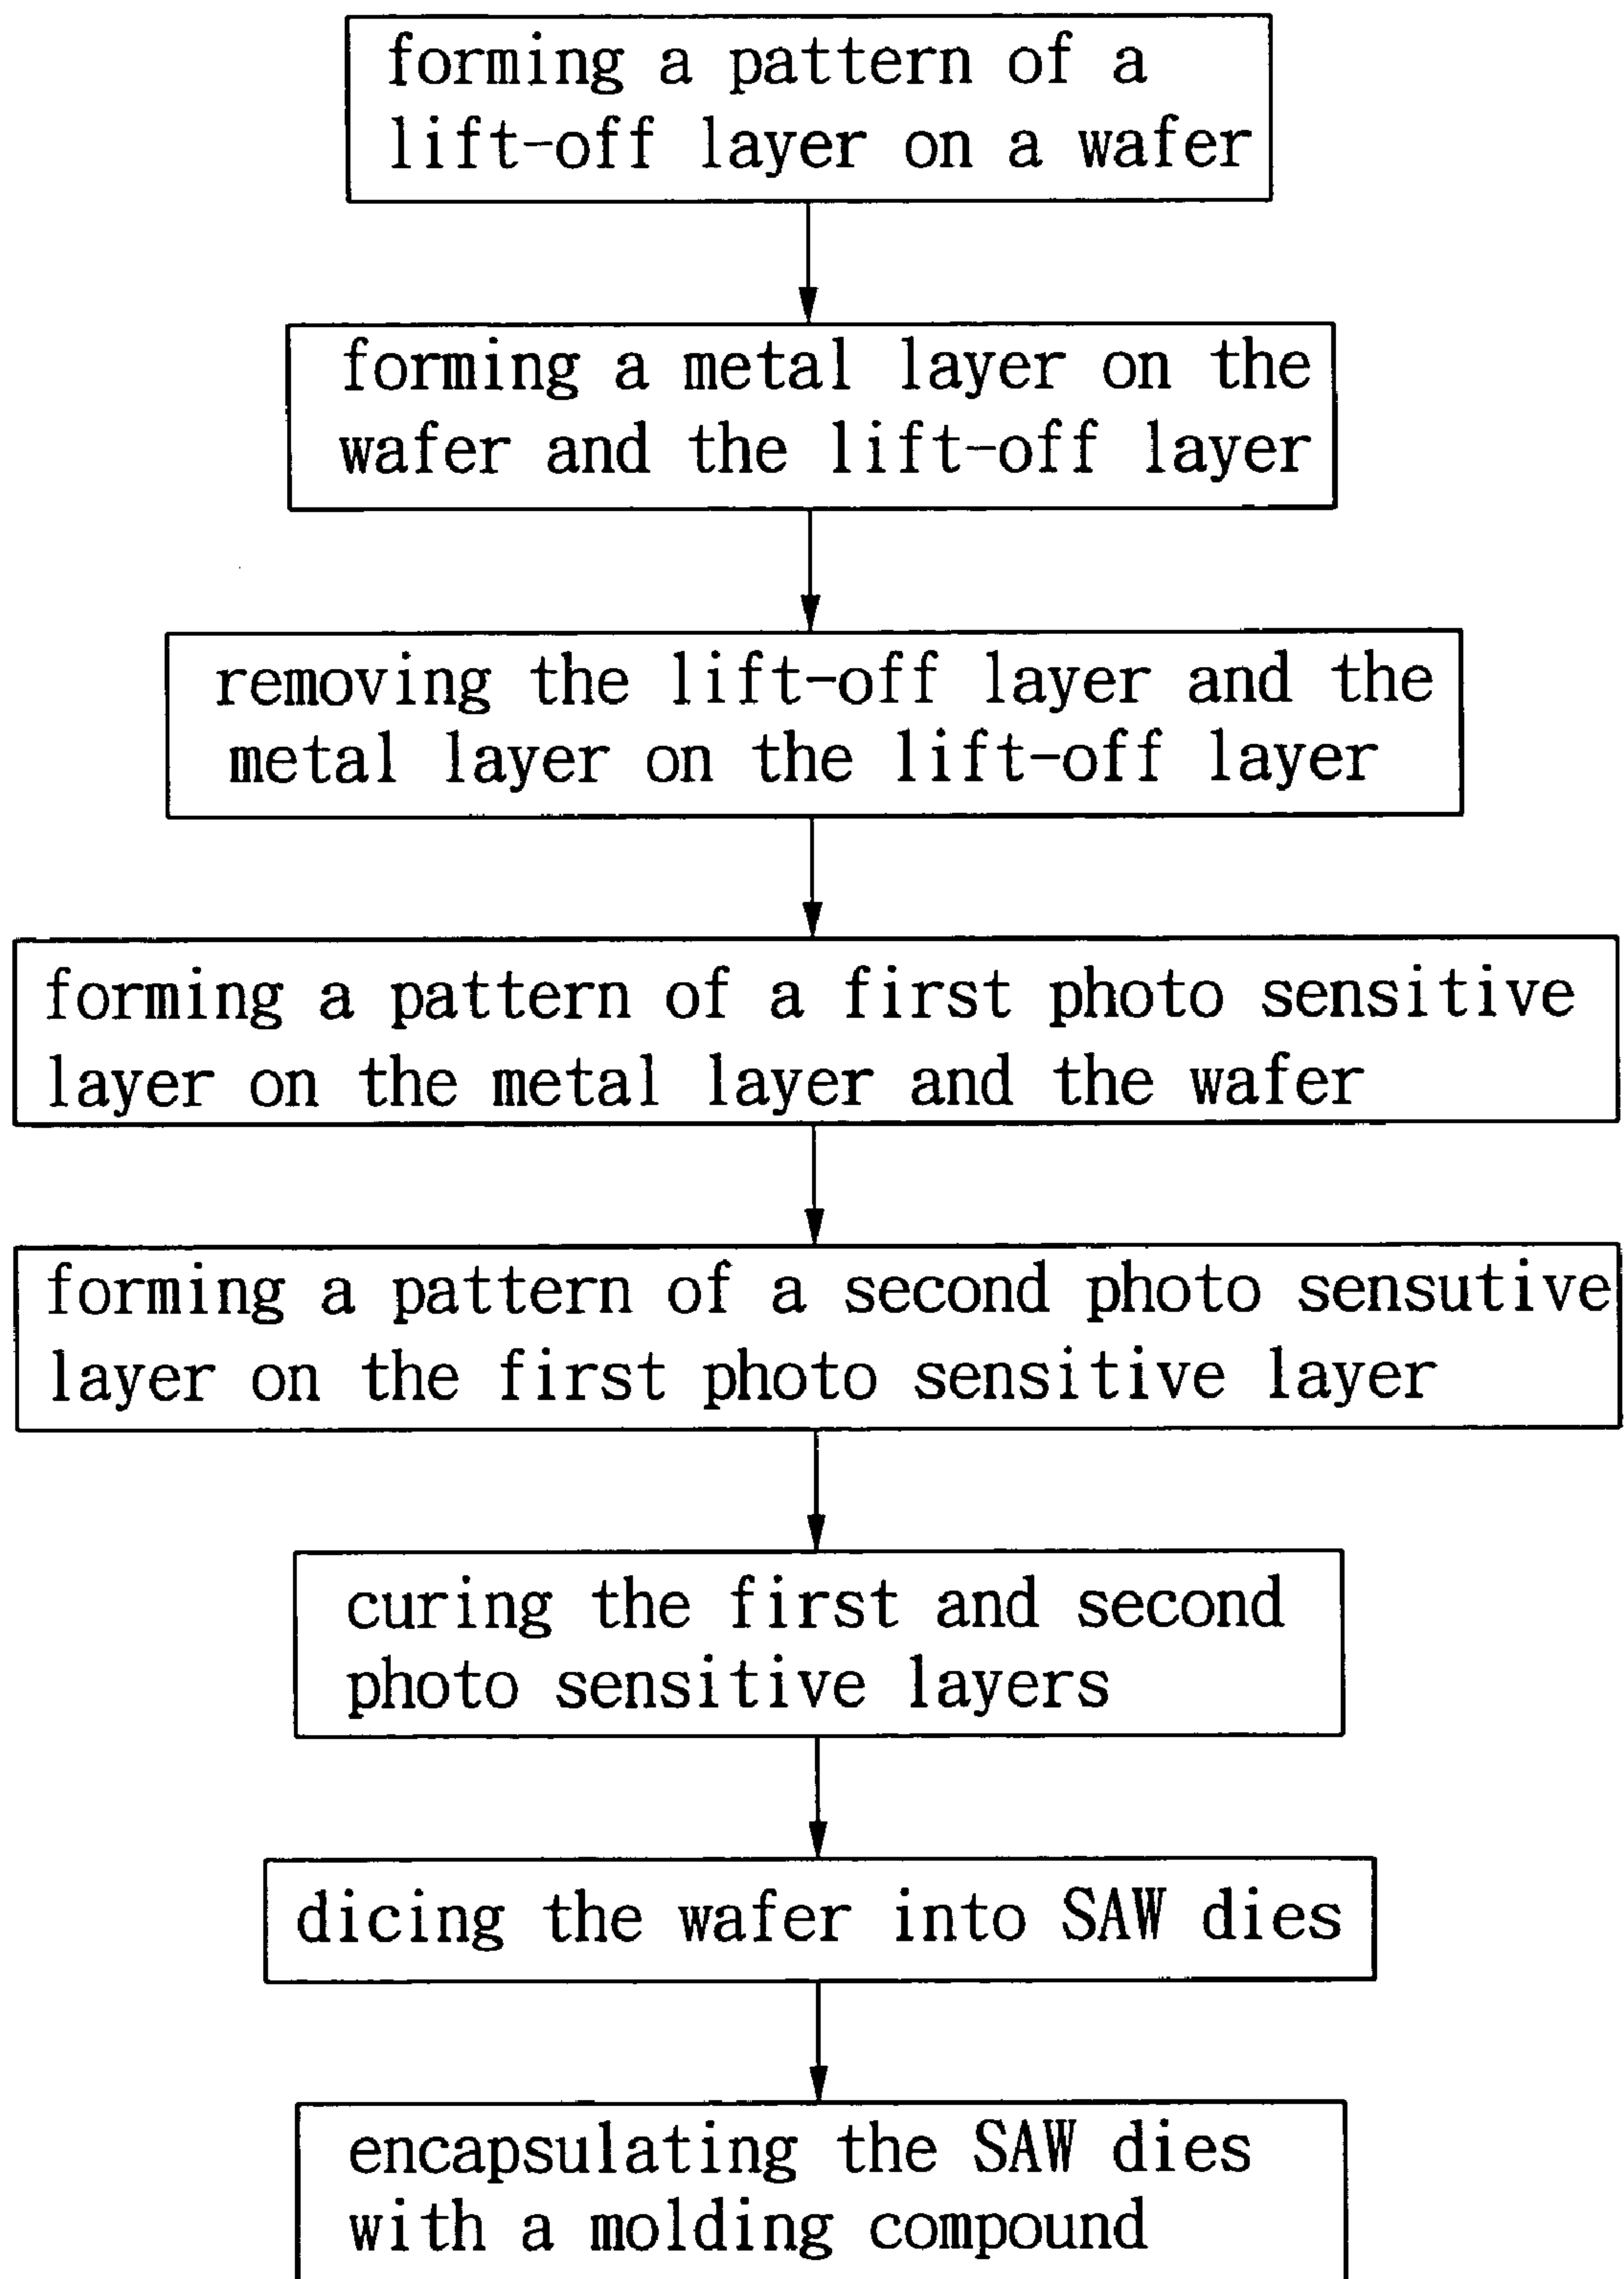 forming a pattern of a
lift-off layer on a wafer
forming a metal layer on the
wafer and the lift-off layer
removing the lift-off layer and the
metal layer on the lift-off layer
forming a pattern of a first photo sensitive
layer on the metal layer and the wafer
forming a pattern of a second photo sensutive
layer on the first photo sensitive layer
curing the first and second
photo sensitive layers
dicing the wafer into SAW dies
encapsulating the SAW dies
with a molding compound